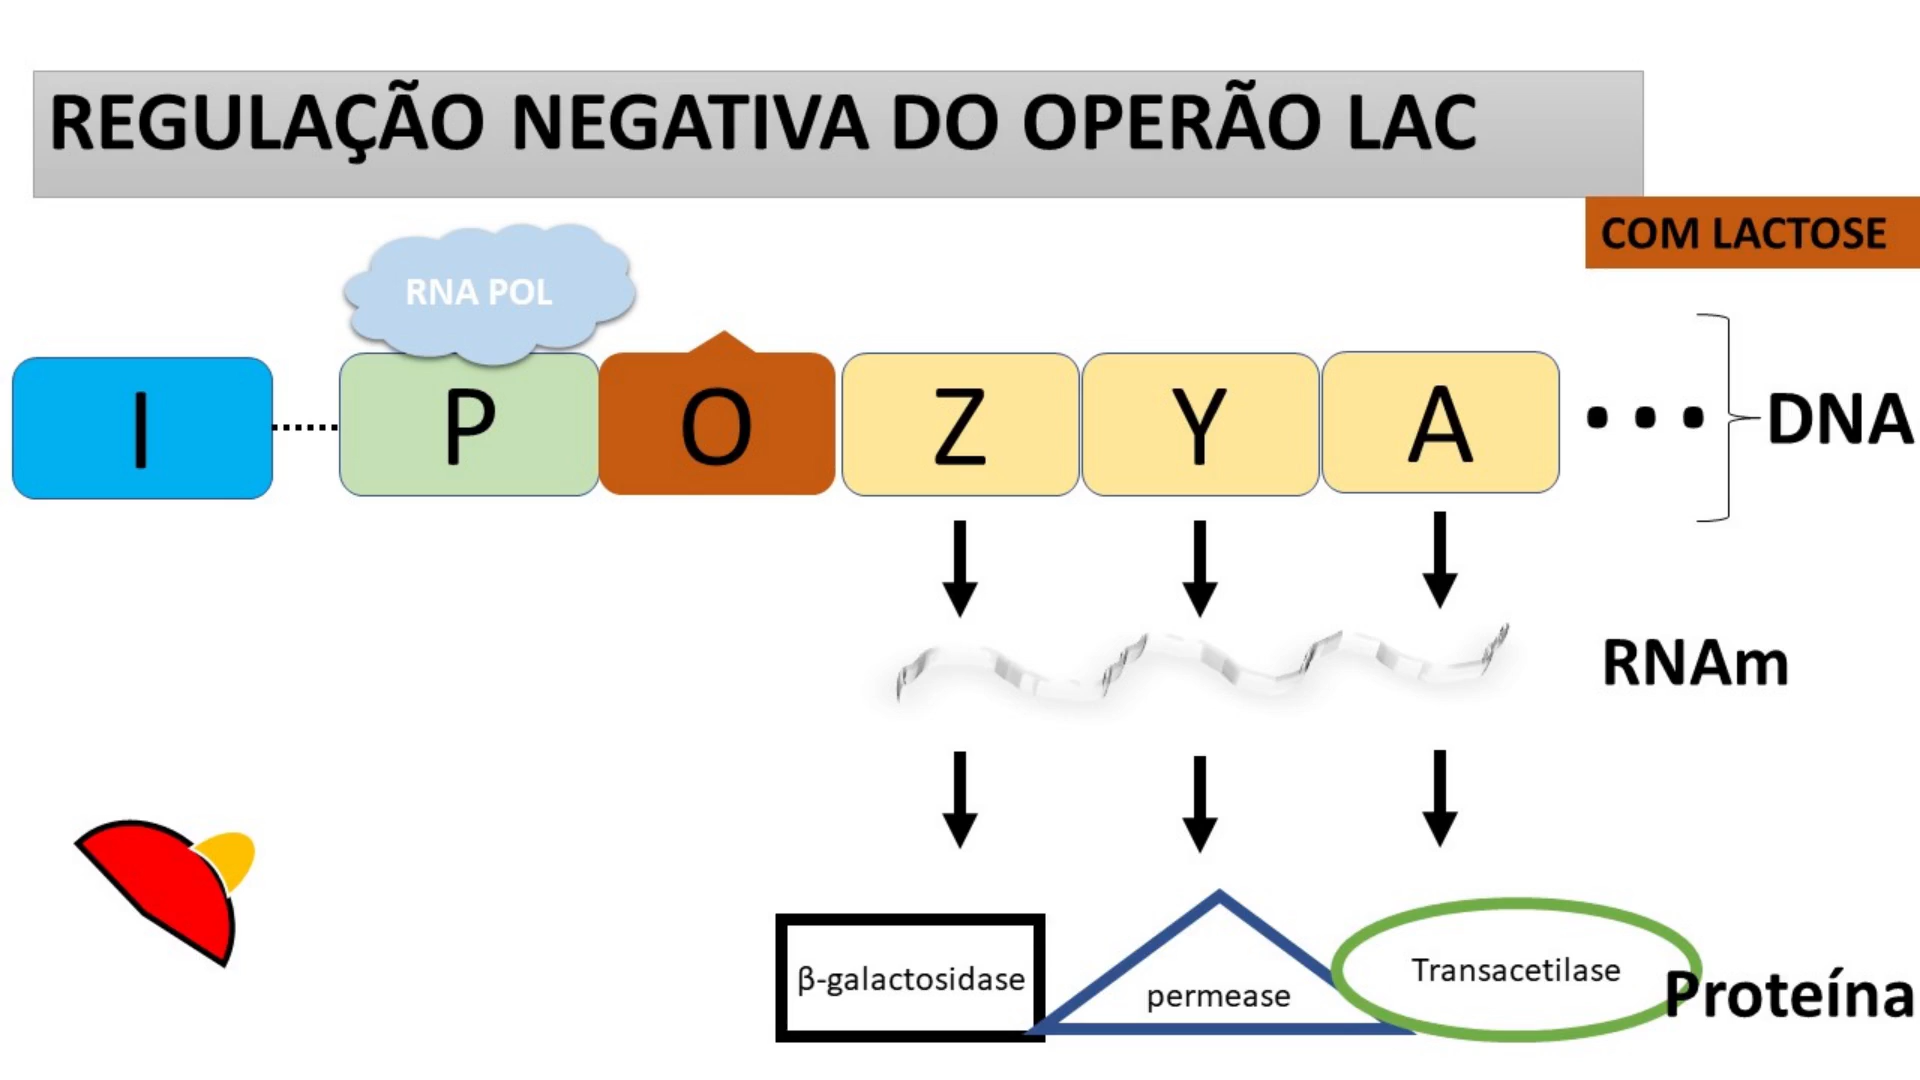 REGULAÇÃO NEGATIVA DO OPERÃO LAC
COM LACTOSE
RNA POL
I P O Z Y A ... DNA
RNAm
β-galactosidase permease Transacetilase Proteína